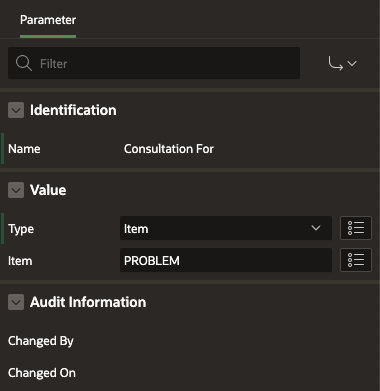 Parameter
Filter
Identification
Name Consultation For
Value
Type Item
Item PROBLEM
Audit Information
Changed By
Changed On